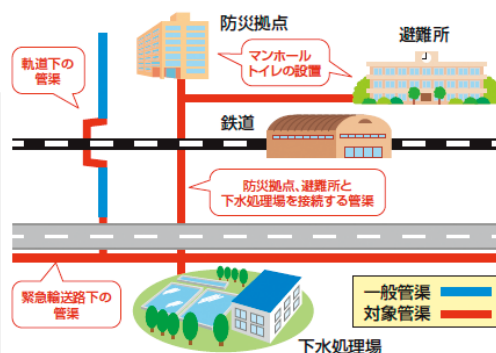 防災拠点
避難所
軌道下の
管渠
マンホール
トイレの設置
鉄道
防災拠点、避難所と
下水処理場を接続する管渠
緊急輸送路下の
管渠
一般管渠
対象管渠
下水処理場